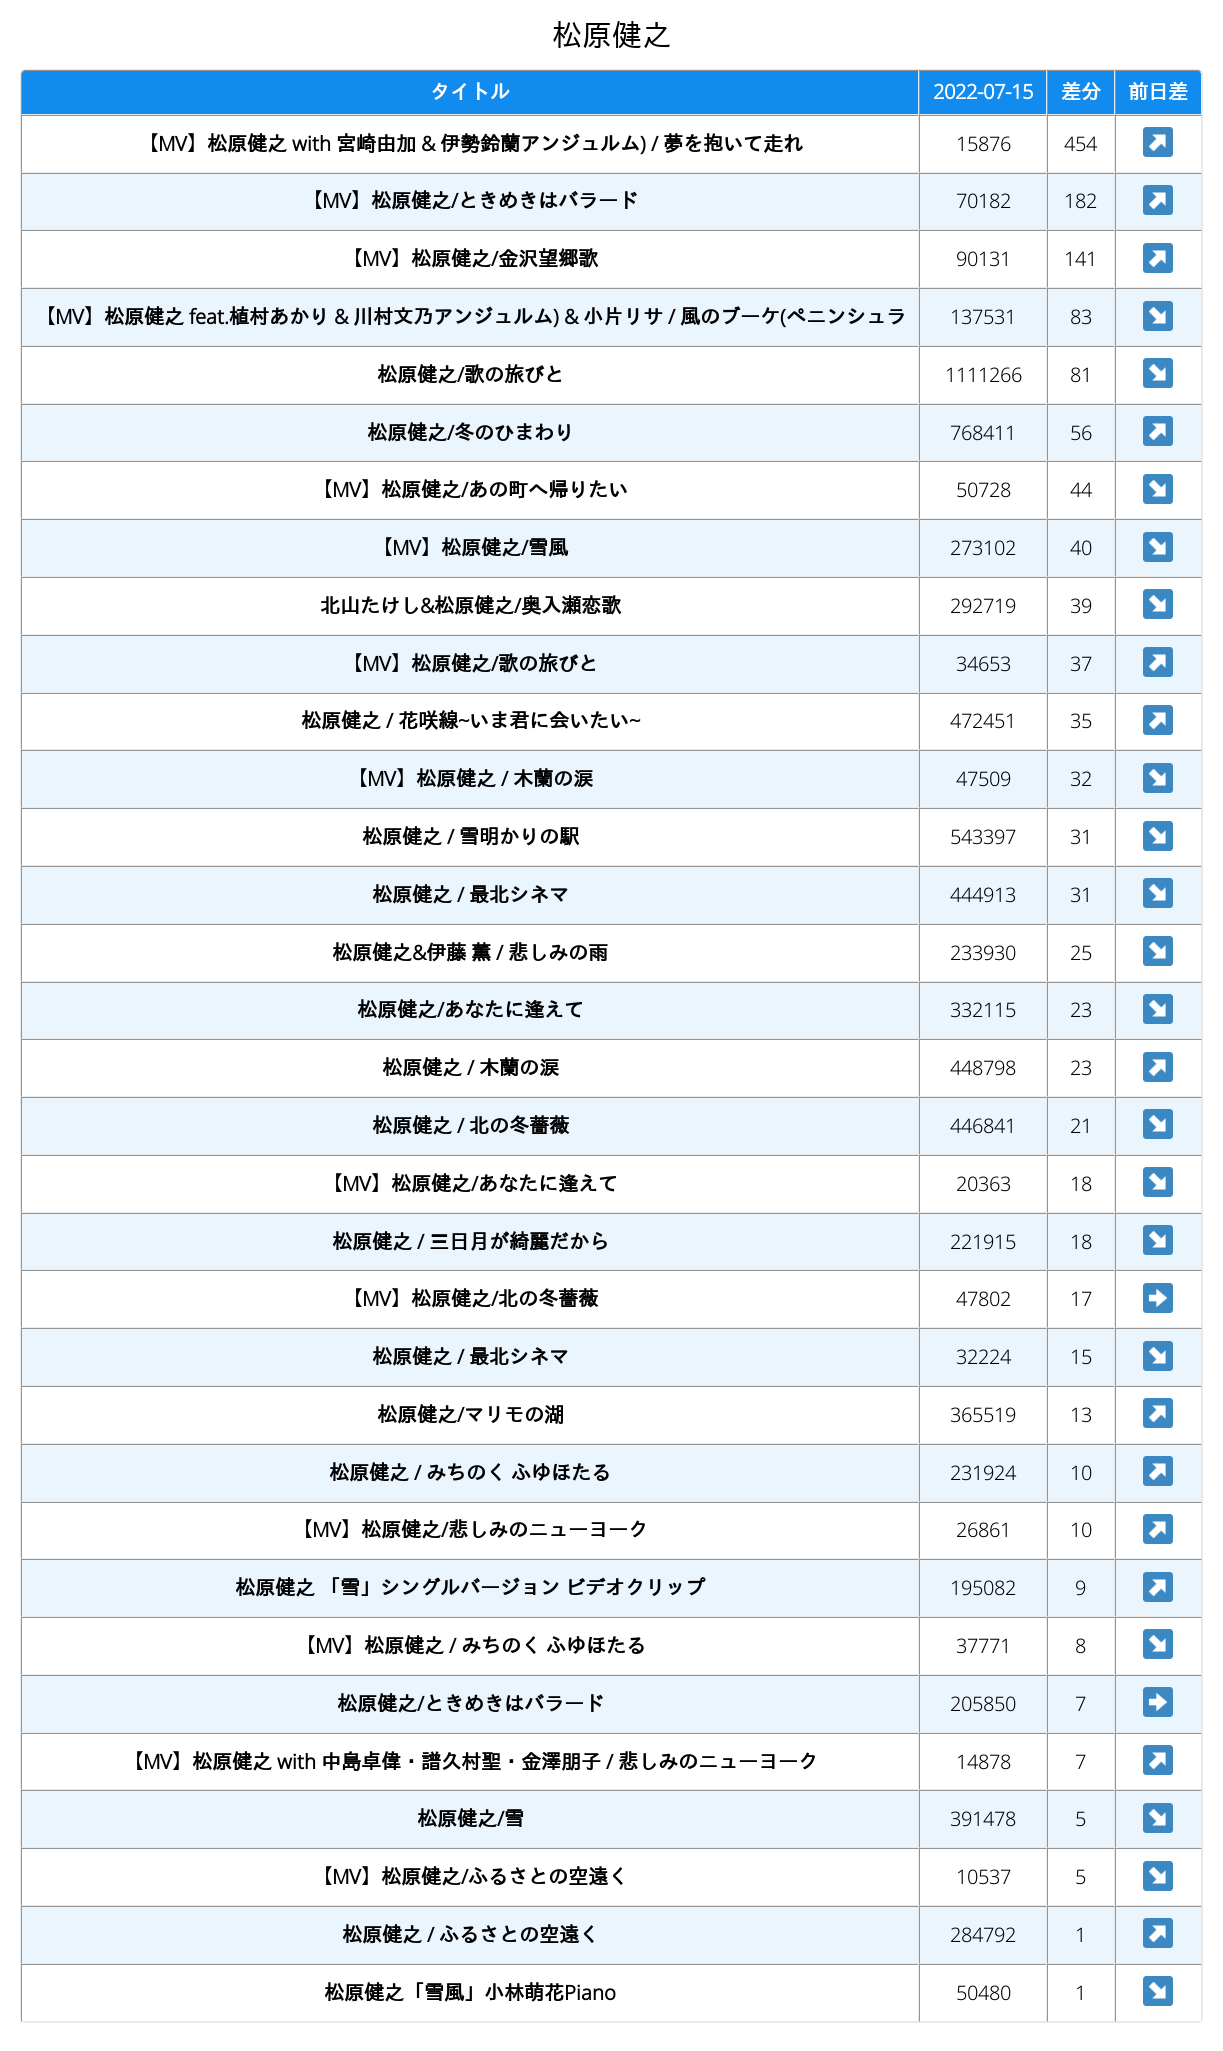 松原健之
タイトル 2022-07-15 差分 前日差
【MV】松原健之 with 宮崎由加 & 伊勢鈴蘭アンジュルム) / 夢を抱いて走れ 15876 454 ↗
【MV】松原健之/ときめきはバラード 70182 182 ↗
【MV】松原健之/金沢望郷歌 90131 141 ↗
【MV】松原健之 feat.植村あかり & 川村文乃アンジュルム) & 小片リサ / 風のブーケ(ペニンシュラ 137531 83 ↘
松原健之/歌の旅びと 1111266 81 ↘
松原健之/冬のひまわり 768411 56 ↗
【MV】松原健之/あの町へ帰りたい 50728 44 ↘
【MV】松原健之/雪風 273102 40 ↘
北山たけし&松原健之/奥入瀬恋歌 292719 39 ↘
【MV】松原健之/歌の旅びと 34653 37 ↗
松原健之 / 花咲線~いま君に会いたい~ 472451 35 ↗
【MV】松原健之 / 木蘭の涙 47509 32 ↘
松原健之 / 雪明かりの駅 543397 31 ↘
松原健之 / 最北シネマ 444913 31 ↘
松原健之&伊藤 薫 / 悲しみの雨 233930 25 ↘
松原健之/あなたに逢えて 332115 23 ↘
松原健之 / 木蘭の涙 448798 23 ↗
松原健之 / 北の冬薔薇 446841 21 ↘
【MV】松原健之/あなたに逢えて 20363 18 ↘
松原健之 / 三日月が綺麗だから 221915 18 ↘
【MV】松原健之/北の冬薔薇 47802 17 ➡
松原健之 / 最北シネマ 32224 15 ↘
松原健之/マリモの湖 365519 13 ↗
松原健之 / みちのく ふゆほたる 231924 10 ↗
【MV】松原健之/悲しみのニューヨーク 26861 10 ↗
松原健之 「雪」シングルバージョン ビデオクリップ 195082 9 ↗
【MV】松原健之 / みちのく ふゆほたる 37771 8 ↘
松原健之/ときめきはバラード 205850 7 ➡
【MV】松原健之 with 中島卓偉・譜久村聖・金澤朋子 / 悲しみのニューヨーク 14878 7 ↗
松原健之/雪 391478 5 ↘
【MV】松原健之/ふるさとの空遠く 10537 5 ↘
松原健之 / ふるさとの空遠く 284792 1 ↗
松原健之「雪風」小林萌花Piano 50480 1 ↘